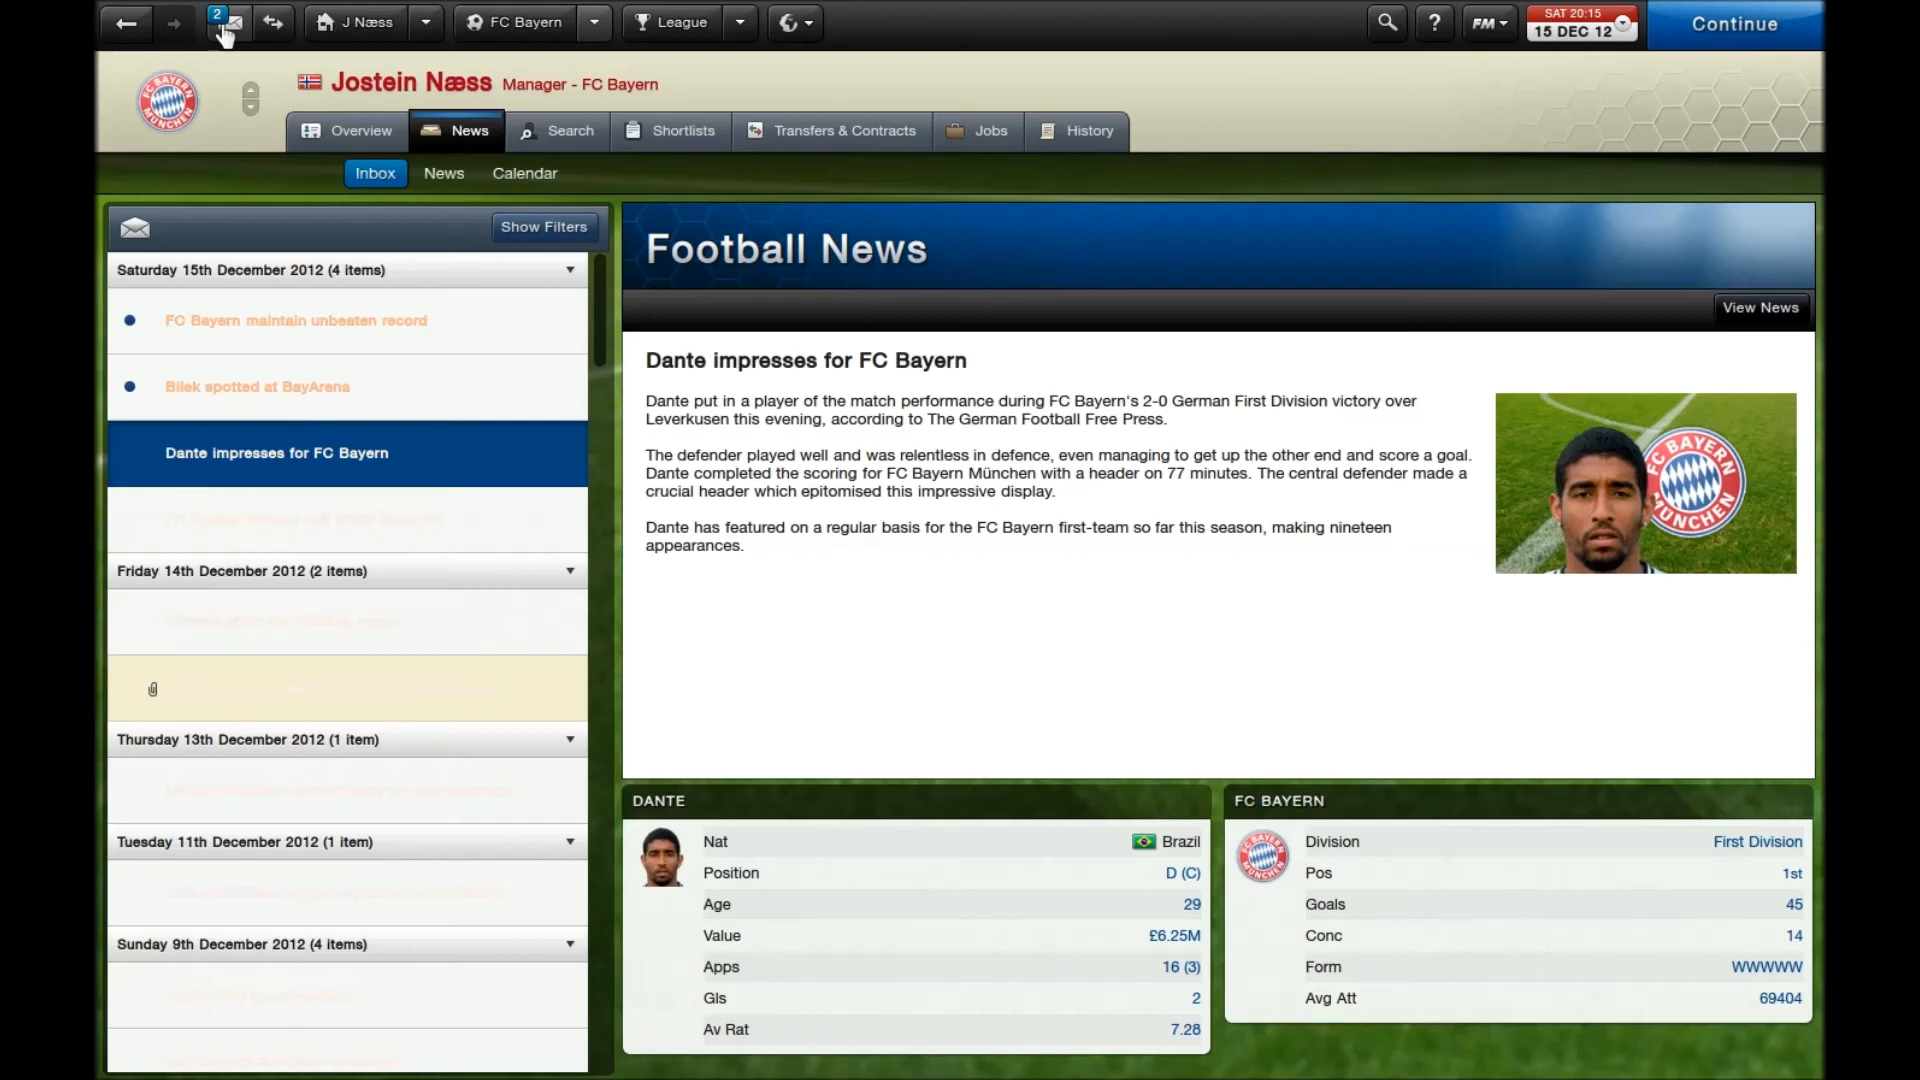 2
J Næss
FC Bayern
League
?
FM
SAT 20:15
15 DEC 12
Continue
FC BAYERN
MÜNCHEN
Jostein Næss Manager - FC Bayern
Overview
News
Search
Shortlists
Transfers & Contracts
Jobs
History
Inbox
News
Calendar
Show Filters
Saturday 15th December 2012 (4 items)
FC Bayern maintain unbeaten record
Bilek spotted at BayArena
Dante impresses for FC Bayern
Friday 14th December 2012 (2 items)
Thursday 13th December 2012 (1 item)
Tuesday 11th December 2012 (1 item)
Sunday 9th December 2012 (4 items)
Football News
View News
Dante impresses for FC Bayern
Dante put in a player of the match performance during FC Bayern's 2-0 German First Division victory over
Leverkusen this evening, according to The German Football Free Press.
The defender played well and was relentless in defence, even managing to get up the other end and score a goal.
Dante completed the scoring for FC Bayern München with a header on 77 minutes. The central defender made a
crucial header which epitomised this impressive display.
Dante has featured on a regular basis for the FC Bayern first-team so far this season, making nineteen
appearances.
FC BAYERN
MÜNCHEN
DANTE
Nat Brazil
Position D (C)
Age 29
Value £6.25M
Apps 16 (3)
Gls 2
Av Rat 7.28
FC BAYERN
Division First Division
Pos 1st
Goals 45
Conc 14
Form WWWWW
Avg Att 69404